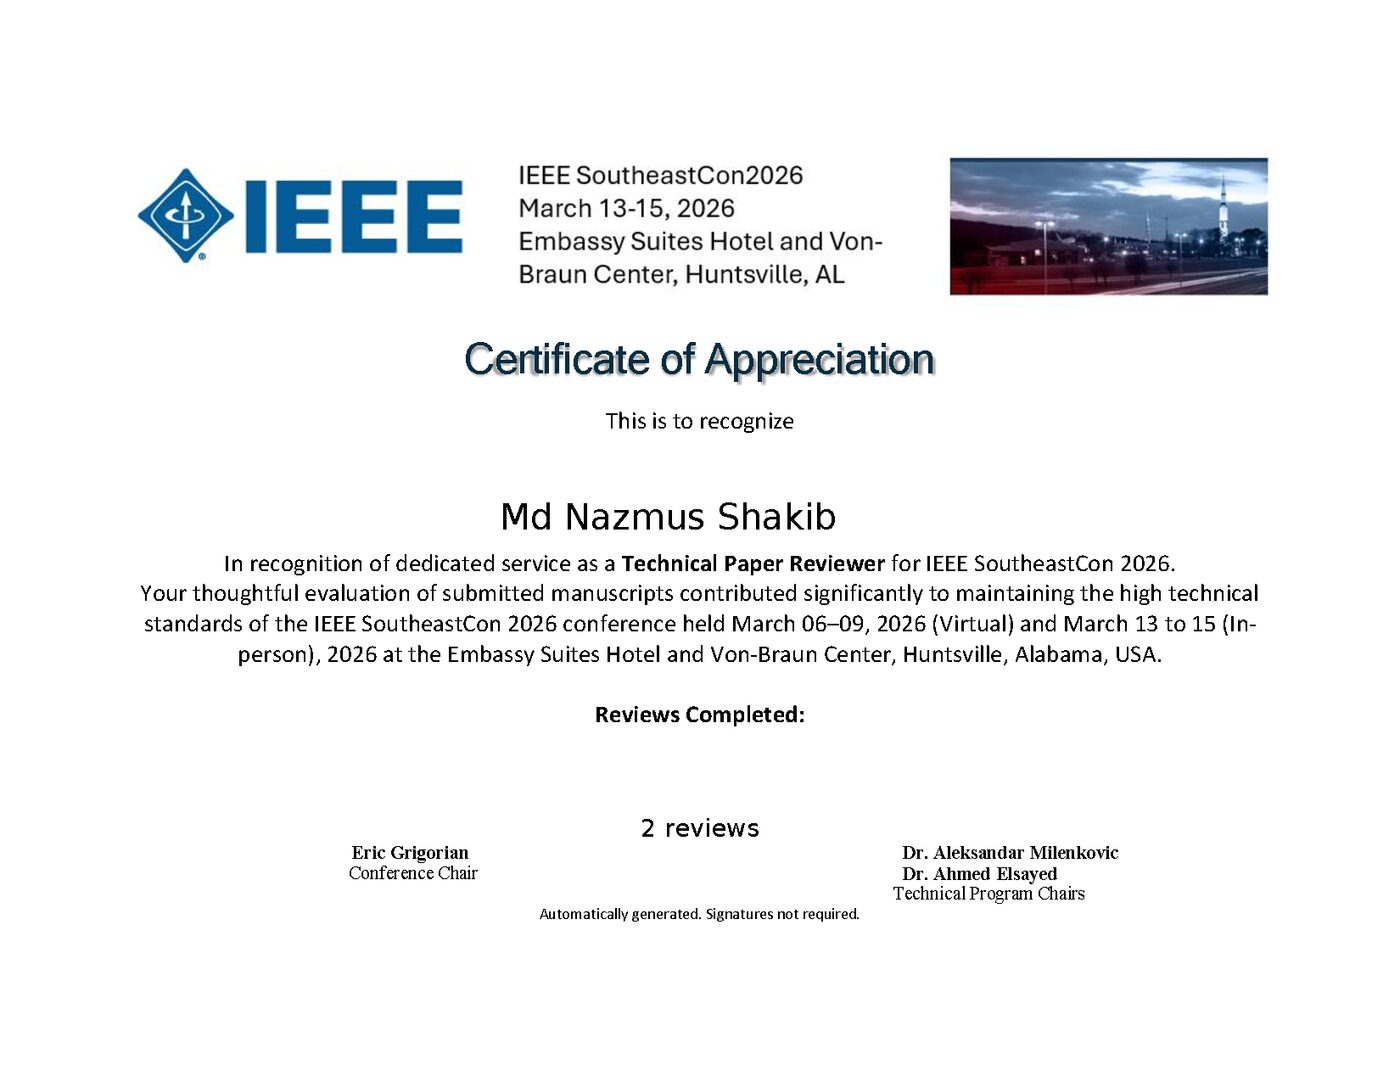 IEEE
IEEE SoutheastCon2026
March 13-15, 2026
Embassy Suites Hotel and Von-
Braun Center, Huntsville, AL
Certificate of Appreciation
This is to recognize
Md Nazmus Shakib
In recognition of dedicated service as a Technical Paper Reviewer for IEEE SoutheastCon 2026.
Your thoughtful evaluation of submitted manuscripts contributed significantly to maintaining the high technical
standards of the IEEE SoutheastCon 2026 conference held March 06–09, 2026 (Virtual) and March 13 to 15 (In-
person), 2026 at the Embassy Suites Hotel and Von-Braun Center, Huntsville, Alabama, USA.
Reviews Completed:
2 reviews
Eric Grigorian
Conference Chair
Dr. Aleksandar Milenkovic
Dr. Ahmed Elsayed
Technical Program Chairs
Automatically generated. Signatures not required.